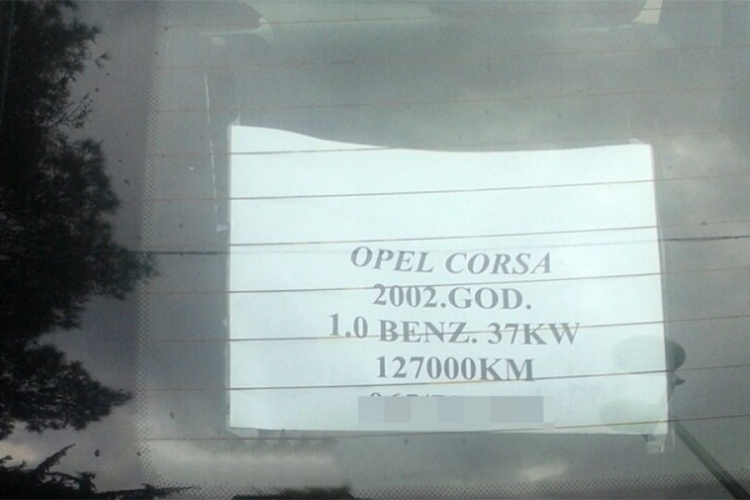 OPEL CORSA
2002.GOD.
1.0 BENZ. 37KW
127000KM